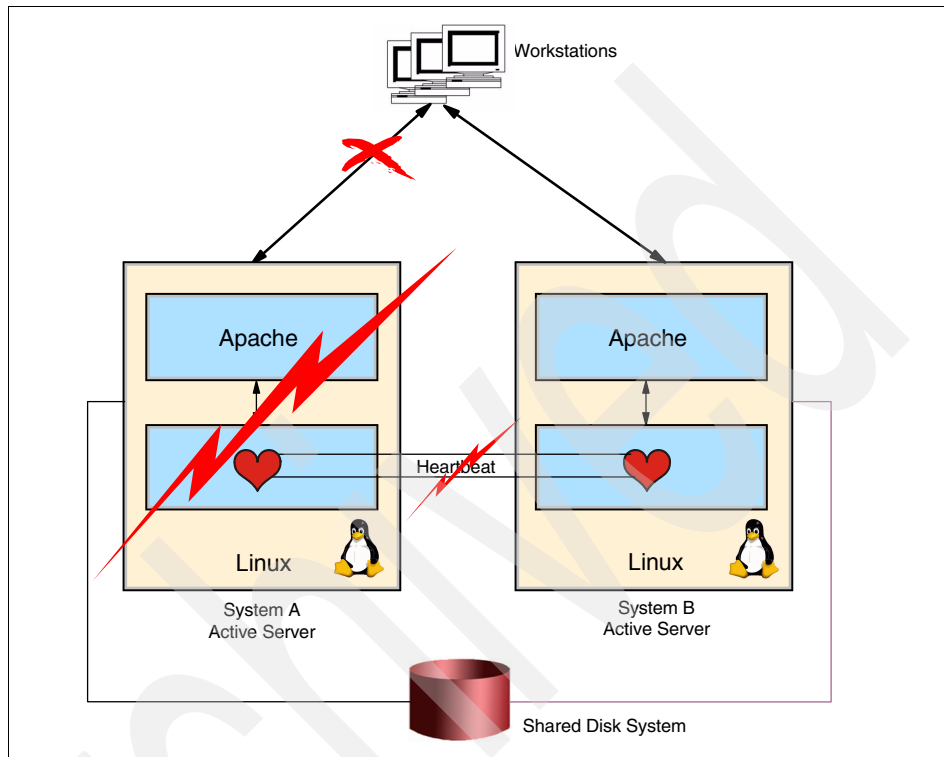 Workstations
Apache
Apache
Heartbeat
Linux
Linux
System A
Active Server
System B
Active Server
Shared Disk System